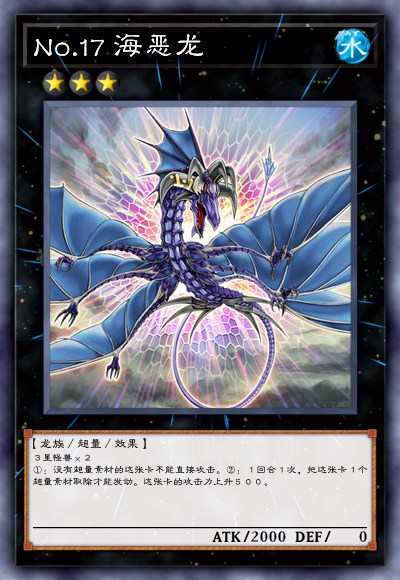 No.17 海恶龙
水
【龙族／超量／效果】
３星怪兽×２
①：没有超量素材的这张卡不能直接攻击。②：１回合１次，把这张卡１个
超量素材取除才能发动。这张卡的攻击力上升５００。
ATK/2000 DEF/ 0